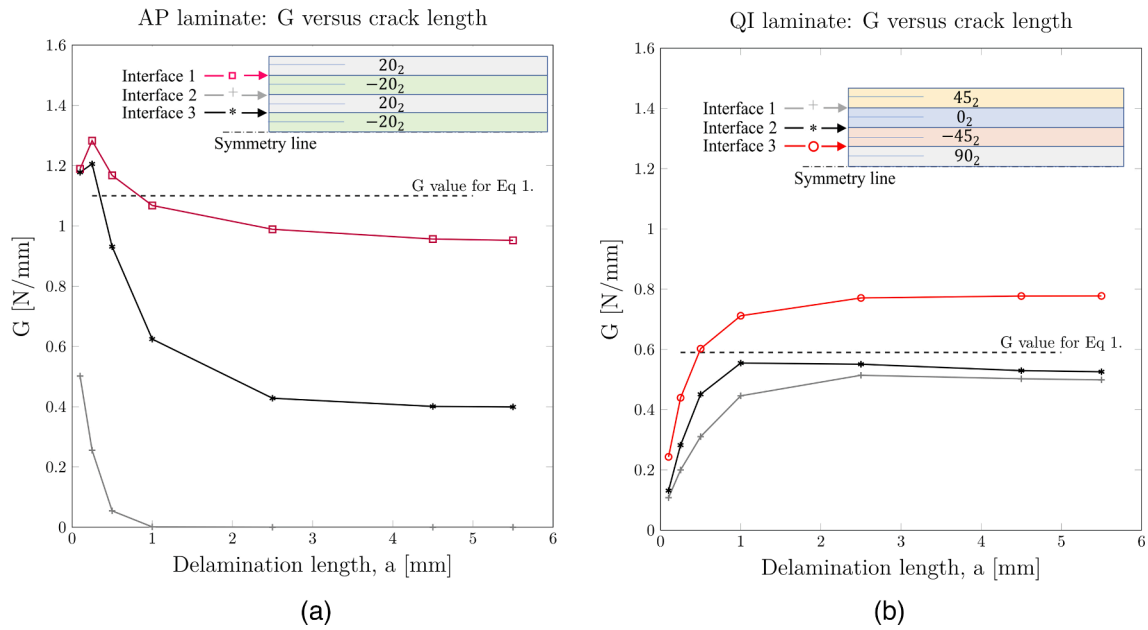 AP laminate: G versus crack length
1.6
1.4
1.2
1
0.8
0.6
0.4
0.2
0
G [N/mm]
Interface 1
Interface 2
Interface 3
20₂
−20₂
20₂
−20₂
Symmetry line
G value for Eq 1.
0 1 2 3 4 5 6
Delamination length, a [mm]
(a)
QI laminate: G versus crack length
1.6
1.4
1.2
1
0.8
0.6
0.4
0.2
0
G [N/mm]
Interface 1
Interface 2
Interface 3
45₂
0₂
−45₂
90₂
Symmetry line
G value for Eq 1.
0 1 2 3 4 5 6
Delamination length, a [mm]
(b)